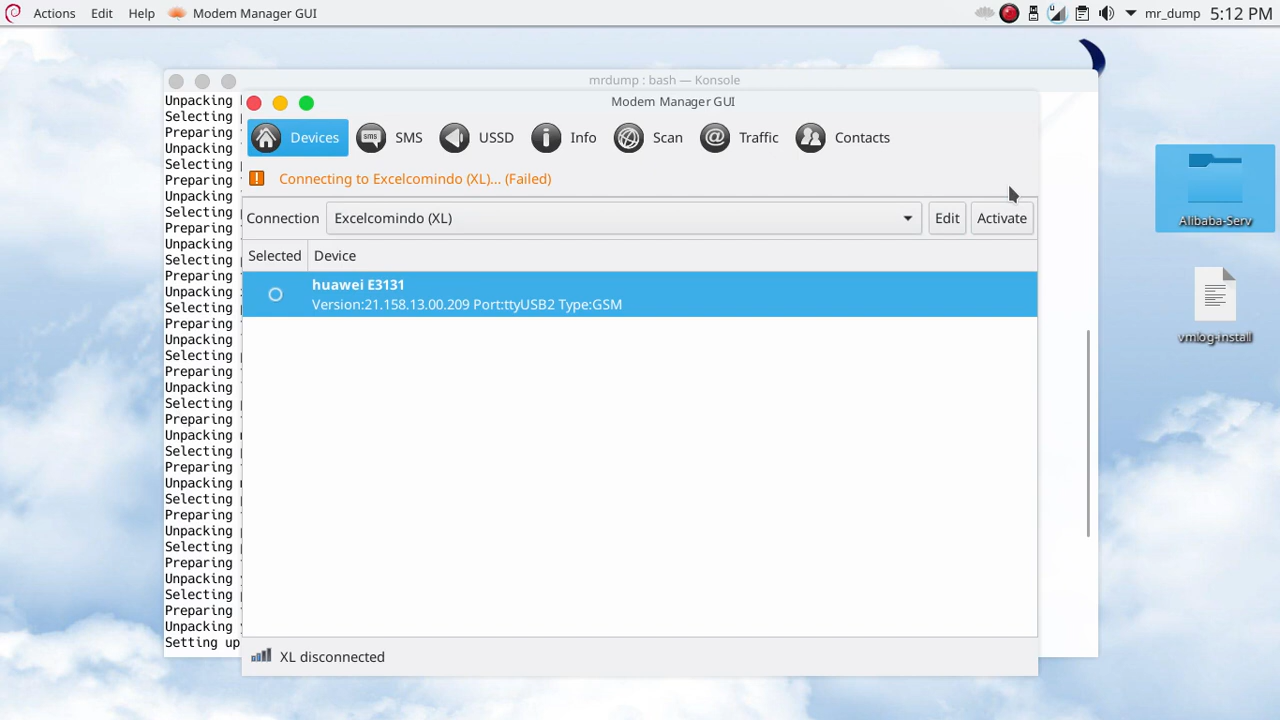 Actions Edit Help Modem Manager GUI mr_dump 5:12 PM
mrdump : bash — Konsole
Modem Manager GUI
Devices SMS USSD Info Scan Traffic Contacts
Connecting to Excelcomindo (XL)... (Failed)
Connection Excelcomindo (XL) Edit Activate
Selected Device
huawei E3131
Version:21.158.13.00.209 Port:ttyUSB2 Type:GSM
XL disconnected
Unpacking
Selecting
Preparing
Unpacking
Selecting
Preparing
Unpacking
Selecting
Preparing
Unpacking
Selecting
Preparing
Unpacking
Selecting
Preparing
Unpacking
Selecting
Preparing
Unpacking
Selecting
Preparing
Unpacking
Selecting
Preparing
Unpacking
Selecting
Preparing
Unpacking
Selecting
Preparing
Unpacking
Selecting
Preparing
Unpacking
Setting up
Alibaba-Serv
vmlog-install